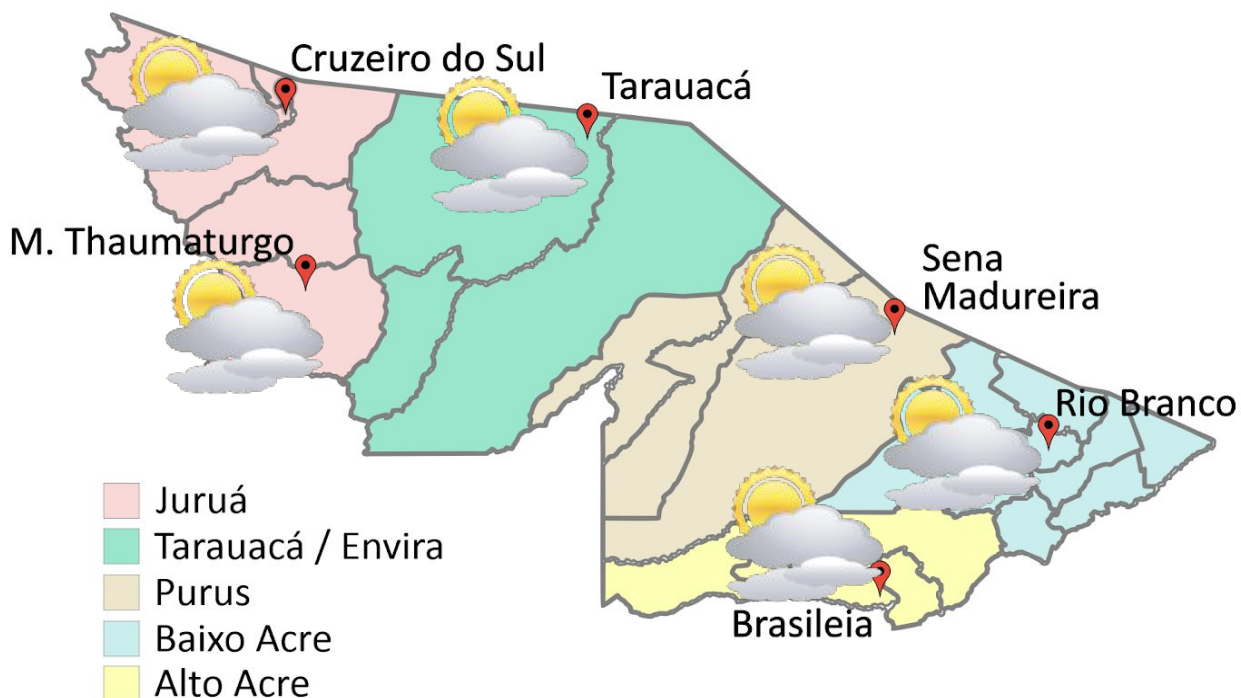 Cruzeiro do Sul
Tarauacá
M. Thaumaturgo
Sena
Madureira
Rio Branco
Brasileia
Juruá
Tarauacá / Envira
Purus
Baixo Acre
Alto Acre